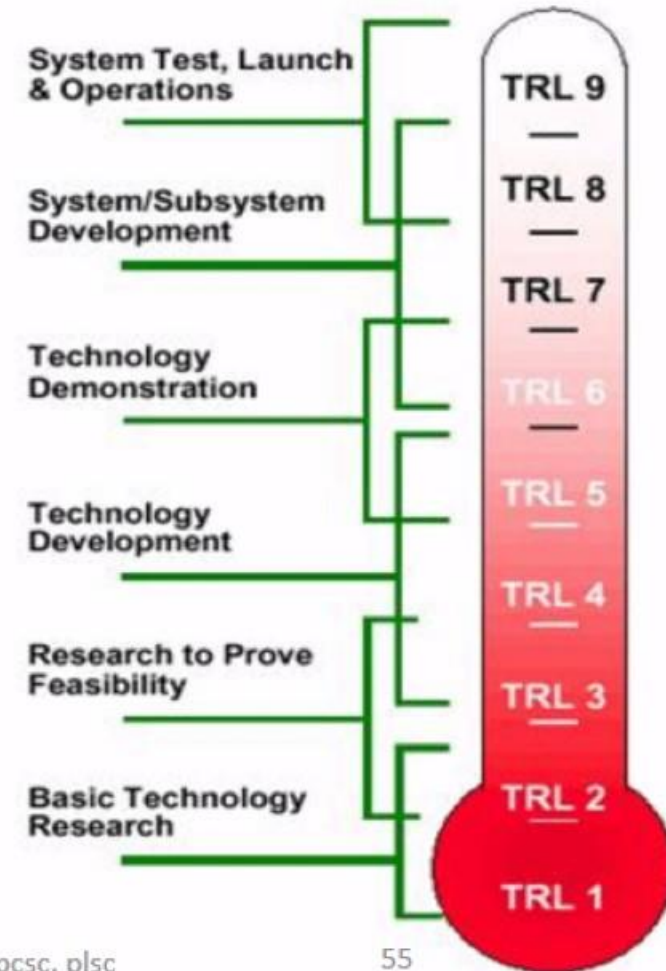 System Test, Launch
& Operations
System/Subsystem
Development
Technology
Demonstration
Technology
Development
Research to Prove
Feasibility
Basic Technology
Research
TRL 9
TRL 8
TRL 7
TRL 6
TRL 5
TRL 4
TRL 3
TRL 2
TRL 1
plsc
55